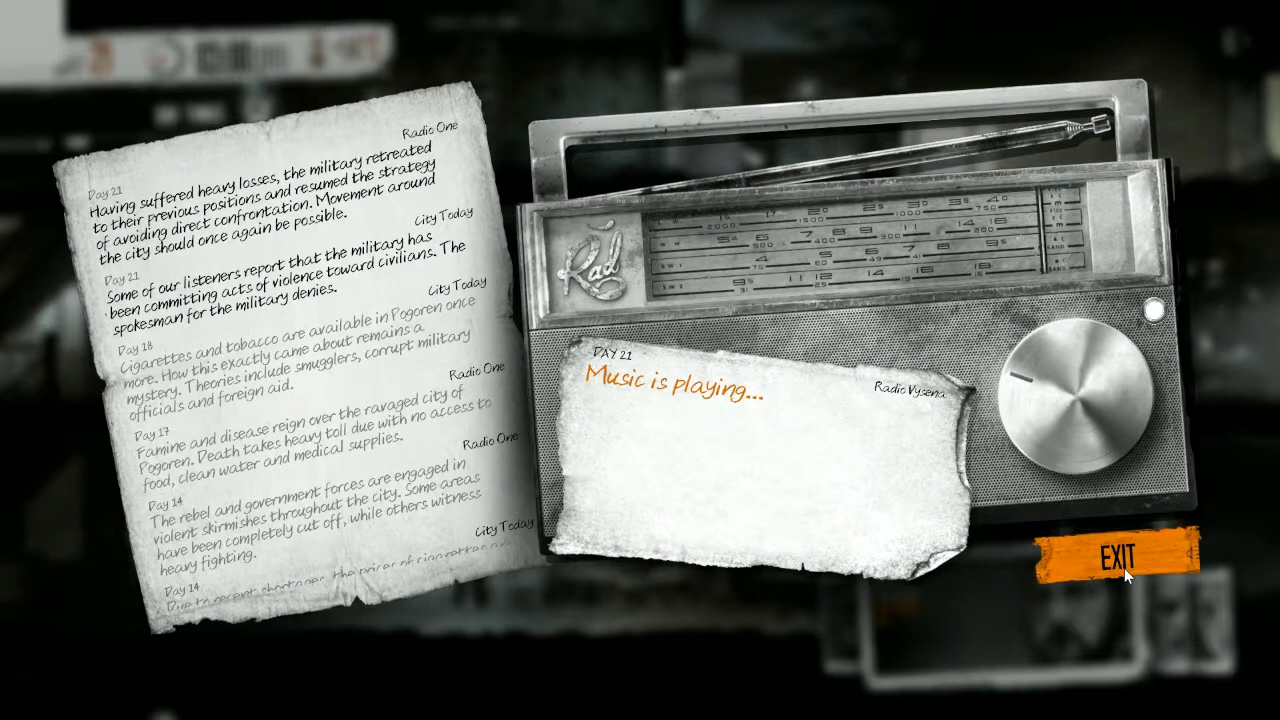 Radio One
Day 21
Having suffered heavy losses, the military retreated
to their previous positions and resumed the strategy
of avoiding direct confrontation. Movement around
the city should once again be possible.
City Today
Day 21
Some of our listeners report that the military has
been committing acts of violence toward civilians. The
spokesman for the military denies.
City Today
Day 18
Cigarettes and tobacco are available in Pogoren once
more. How this exactly came about remains a
mystery. Theories include smugglers, corrupt military
officials and foreign aid.
Radio One
Day 17
Famine and disease reign over the ravaged city of
Pogoren. Death takes heavy toll due with no access to
food, clean water and medical supplies.
Radio One
Day 14
The rebel and government forces are engaged in
violent skirmishes throughout the city. Some areas
have been completely cut off, while others witness
heavy fighting.
City Today
Day 14
Due to recent shortages, the prices of cigarettes
Rad
DAY 21
Radio Vysena
Music is playing...
EXIT